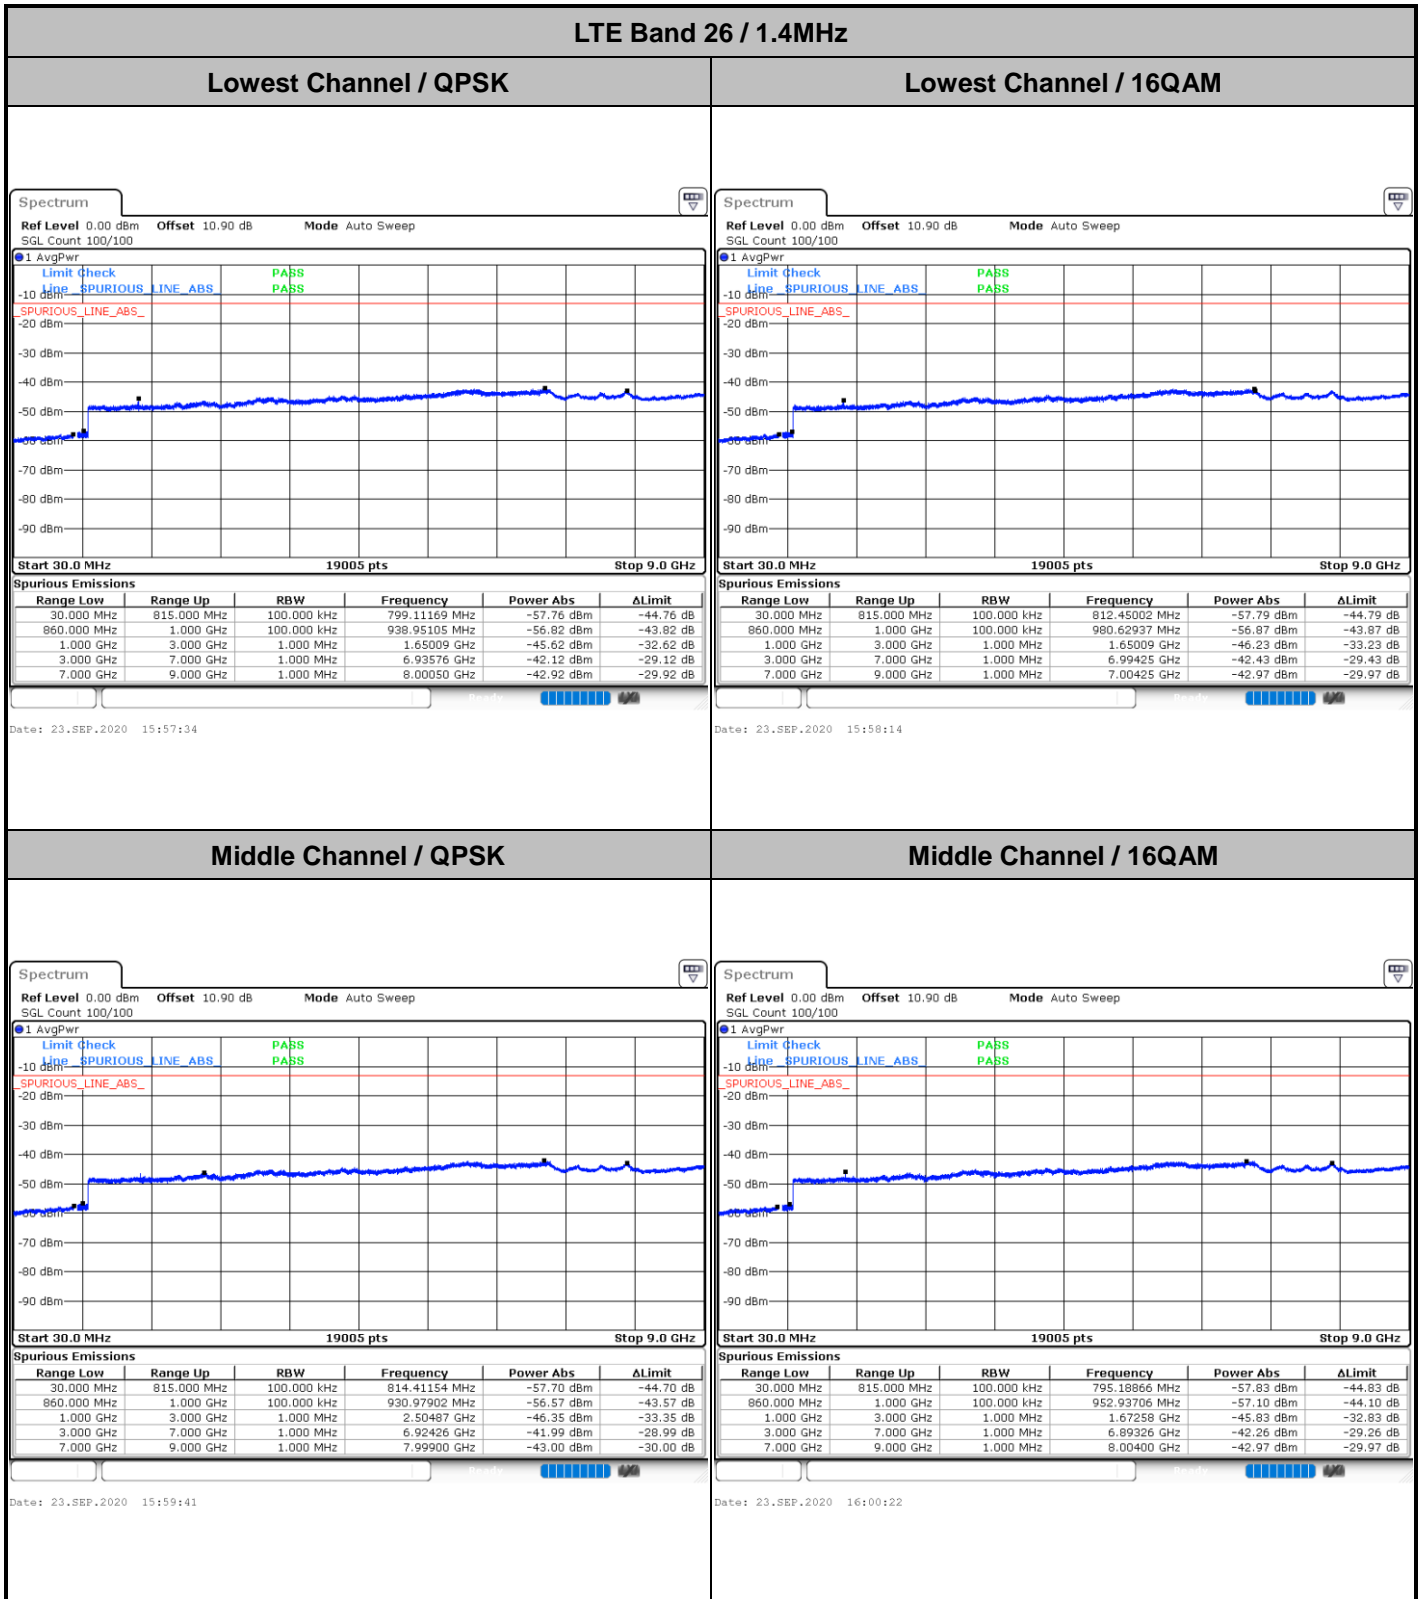 LTE Band 26 / 1.4MHz
Lowest Channel / QPSK
Lowest Channel / 16QAM
Spectrum
Ref Level 0.00 dBm Offset 10.90 dB Mode Auto Sweep
SGL Count 100/100
1 AvgPwr
Limit Check PASS
Line _SPURIOUS_LINE_ABS_ PASS
-10 dBm
_SPURIOUS_LINE_ABS_
-20 dBm
-30 dBm
-40 dBm
-50 dBm
-60 dBm
-70 dBm
-80 dBm
-90 dBm
Start 30.0 MHz 19005 pts Stop 9.0 GHz
Spurious Emissions
Range Low Range Up RBW Frequency Power Abs ΔLimit
30.000 MHz 815.000 MHz 100.000 kHz 799.11169 MHz -57.76 dBm -44.76 dB
860.000 MHz 1.000 GHz 100.000 kHz 938.95105 MHz -56.82 dBm -43.82 dB
1.000 GHz 3.000 GHz 1.000 MHz 1.65009 GHz -45.62 dBm -32.62 dB
3.000 GHz 7.000 GHz 1.000 MHz 6.93576 GHz -42.12 dBm -29.12 dB
7.000 GHz 9.000 GHz 1.000 MHz 8.00050 GHz -42.92 dBm -29.92 dB
Date: 23.SEP.2020 15:57:34
Spectrum
Ref Level 0.00 dBm Offset 10.90 dB Mode Auto Sweep
SGL Count 100/100
1 AvgPwr
Limit Check PASS
Line _SPURIOUS_LINE_ABS_ PASS
-10 dBm
_SPURIOUS_LINE_ABS_
-20 dBm
-30 dBm
-40 dBm
-50 dBm
-60 dBm
-70 dBm
-80 dBm
-90 dBm
Start 30.0 MHz 19005 pts Stop 9.0 GHz
Spurious Emissions
Range Low Range Up RBW Frequency Power Abs ΔLimit
30.000 MHz 815.000 MHz 100.000 kHz 812.45002 MHz -57.79 dBm -44.79 dB
860.000 MHz 1.000 GHz 100.000 kHz 980.62937 MHz -56.87 dBm -43.87 dB
1.000 GHz 3.000 GHz 1.000 MHz 1.65009 GHz -46.23 dBm -33.23 dB
3.000 GHz 7.000 GHz 1.000 MHz 6.99425 GHz -42.43 dBm -29.43 dB
7.000 GHz 9.000 GHz 1.000 MHz 7.00425 GHz -42.97 dBm -29.97 dB
Date: 23.SEP.2020 15:58:14
Middle Channel / QPSK
Middle Channel / 16QAM
Spectrum
Ref Level 0.00 dBm Offset 10.90 dB Mode Auto Sweep
SGL Count 100/100
1 AvgPwr
Limit Check PASS
Line _SPURIOUS_LINE_ABS_ PASS
-10 dBm
_SPURIOUS_LINE_ABS_
-20 dBm
-30 dBm
-40 dBm
-50 dBm
-60 dBm
-70 dBm
-80 dBm
-90 dBm
Start 30.0 MHz 19005 pts Stop 9.0 GHz
Spurious Emissions
Range Low Range Up RBW Frequency Power Abs ΔLimit
30.000 MHz 815.000 MHz 100.000 kHz 814.41154 MHz -57.70 dBm -44.70 dB
860.000 MHz 1.000 GHz 100.000 kHz 930.97902 MHz -56.57 dBm -43.57 dB
1.000 GHz 3.000 GHz 1.000 MHz 2.50487 GHz -46.35 dBm -33.35 dB
3.000 GHz 7.000 GHz 1.000 MHz 6.92426 GHz -41.99 dBm -28.99 dB
7.000 GHz 9.000 GHz 1.000 MHz 7.99900 GHz -43.00 dBm -30.00 dB
Date: 23.SEP.2020 15:59:41
Spectrum
Ref Level 0.00 dBm Offset 10.90 dB Mode Auto Sweep
SGL Count 100/100
1 AvgPwr
Limit Check PASS
Line _SPURIOUS_LINE_ABS_ PASS
-10 dBm
_SPURIOUS_LINE_ABS_
-20 dBm
-30 dBm
-40 dBm
-50 dBm
-60 dBm
-70 dBm
-80 dBm
-90 dBm
Start 30.0 MHz 19005 pts Stop 9.0 GHz
Spurious Emissions
Range Low Range Up RBW Frequency Power Abs ΔLimit
30.000 MHz 815.000 MHz 100.000 kHz 795.18866 MHz -57.83 dBm -44.83 dB
860.000 MHz 1.000 GHz 100.000 kHz 952.93706 MHz -57.10 dBm -44.10 dB
1.000 GHz 3.000 GHz 1.000 MHz 1.67258 GHz -45.83 dBm -32.83 dB
3.000 GHz 7.000 GHz 1.000 MHz 6.89326 GHz -42.26 dBm -29.26 dB
7.000 GHz 9.000 GHz 1.000 MHz 8.00400 GHz -42.97 dBm -29.97 dB
Date: 23.SEP.2020 16:00:22